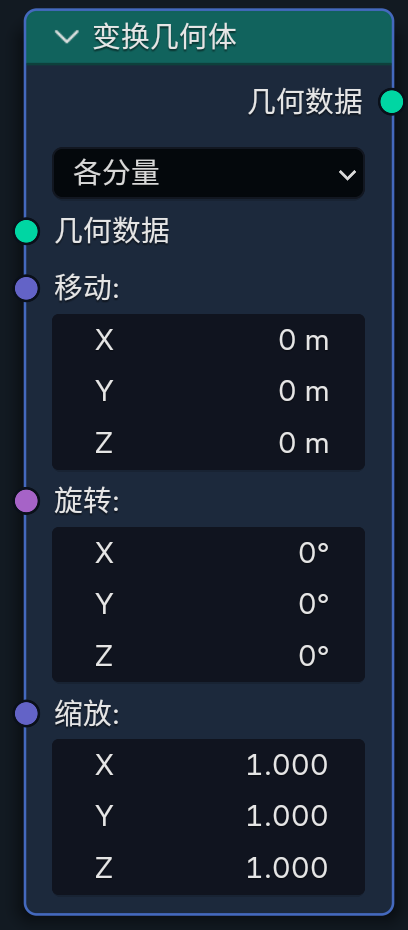 变换几何体
几何数据
各分量
几何数据
移动:
X 0 m
Y 0 m
Z 0 m
旋转:
X 0°
Y 0°
Z 0°
缩放:
X 1.000
Y 1.000
Z 1.000